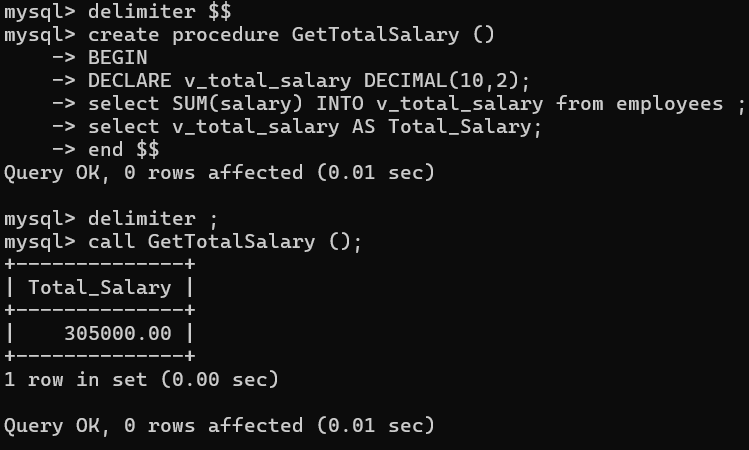 mysql> delimiter $$
mysql> create procedure GetTotalSalary ()
    -> BEGIN
    -> DECLARE v_total_salary DECIMAL(10,2);
    -> select SUM(salary) INTO v_total_salary from employees ;
    -> select v_total_salary AS Total_Salary;
    -> end $$
Query OK, 0 rows affected (0.01 sec)

mysql> delimiter ;
mysql> call GetTotalSalary ();
+--------------+
| Total_Salary |
+--------------+
|    305000.00 |
+--------------+
1 row in set (0.00 sec)

Query OK, 0 rows affected (0.01 sec)